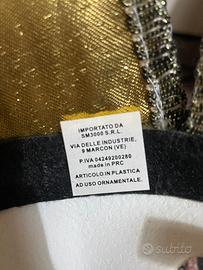 IMPORTATO DA
SM3000 S.R.L.
VIA DELLE INDUSTRIE,
9 MARCON (VE)
P.IVA 04249200280
made in PRC
ARTICOLO IN PLASTICA
AD USO ORNAMENTALE.
subito